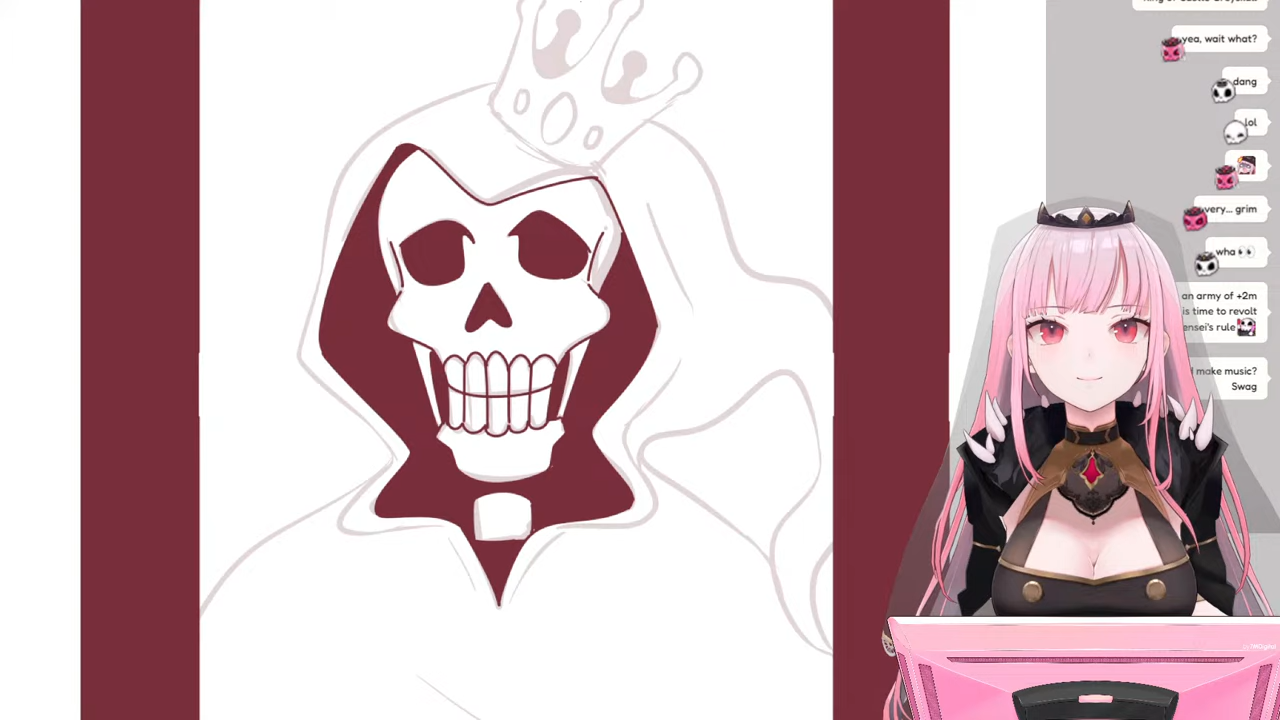 yea, wait what?
dang
lol
very... grim
wha
an army of +2m
is time to revolt
ensei's rule
make music?
Swag